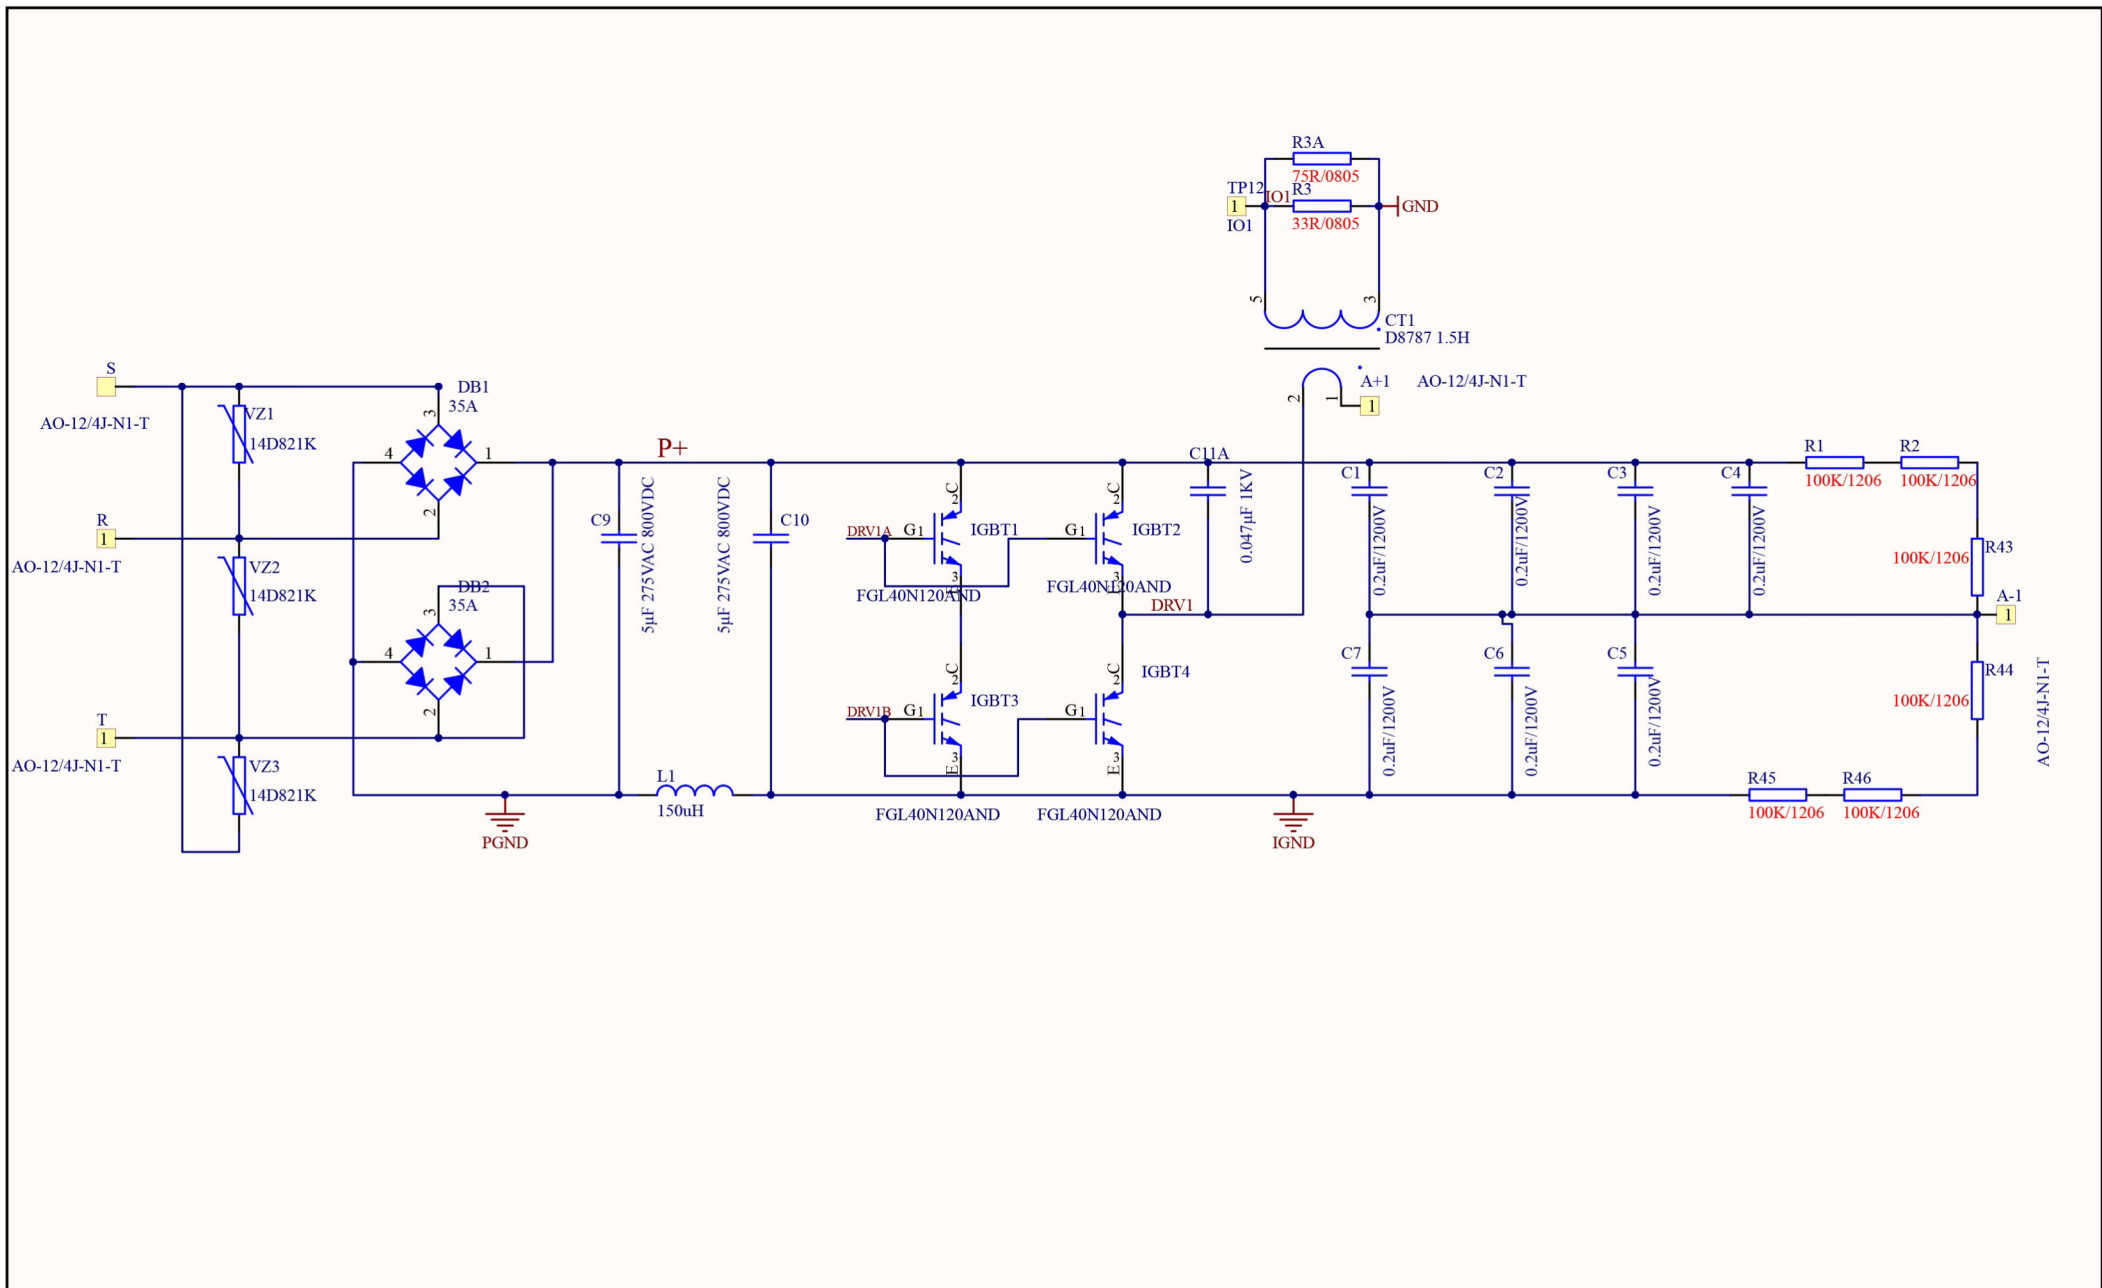 R3A
75R/0805
TP12
1
IO1
IO1
R3
33R/0805
GND
5
3
CT1
D8787 1.5H
2
1
A+1
1
AO-12/4J-N1-T
S
AO-12/4J-N1-T
VZ1
14D821K
DB1
35A
3
4
1
2
P+
R
1
AO-12/4J-N1-T
VZ2
14D821K
DB2
35A
3
4
1
2
T
1
AO-12/4J-N1-T
VZ3
14D821K
PGND
C9
5μF 275VAC 800VDC
5μF 275VAC 800VDC
C10
L1
150uH
DRV1A
G
1
C
2
3
E
IGBT1
FGL40N120AND
G
1
C
2
3
E
IGBT2
FGL40N120AND
DRV1
DRV1B
G
1
C
2
3
E
IGBT3
FGL40N120AND
G
1
C
2
3
E
IGBT4
FGL40N120AND
C11A
0.047μF 1KV
IGND
C1
0.2uF/1200V
C2
0.2uF/1200V
C3
0.2uF/1200V
C4
0.2uF/1200V
C7
0.2uF/1200V
C6
0.2uF/1200V
C5
0.2uF/1200V
R1
100K/1206
R2
100K/1206
R43
100K/1206
A-1
1
AO-12/4J-N1-T
R44
100K/1206
R45
100K/1206
R46
100K/1206